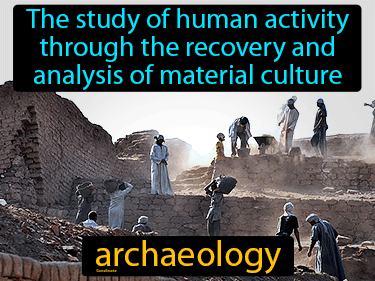 The study of human activity
through the recovery and
analysis of material culture
archaeology